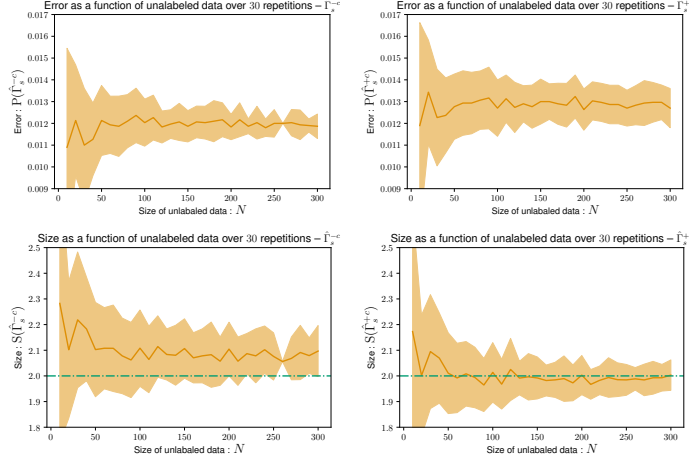 Error as a function of unlabeled data over 30 repetitions – Γ_s^{-c}
0.017
0.016
0.015
0.014
0.013
0.012
0.011
0.010
0.009
Error : P(Γ̂_s^{-c})
0 50 100 150 200 250 300
Size of unlabeled data : N
Error as a function of unlabeled data over 30 repetitions – Γ_s^+
0.017
0.016
0.015
0.014
0.013
0.012
0.011
0.010
0.009
Error : P(Γ̂_s^{+c})
0 50 100 150 200 250 300
Size of unlabeled data : N
Size as a function of unlabeled data over 30 repetitions – Γ̂_s^{-c}
2.5
2.4
2.3
2.2
2.1
2.0
1.9
1.8
Size : S(Γ̂_s^{-c})
0 50 100 150 200 250 300
Size of unlabeled data : N
Size as a function of unlabeled data over 30 repetitions – Γ̂_s^+
2.5
2.4
2.3
2.2
2.1
2.0
1.9
1.8
Size : S(Γ̂_s^{+c})
0 50 100 150 200 250 300
Size of unlabeled data : N